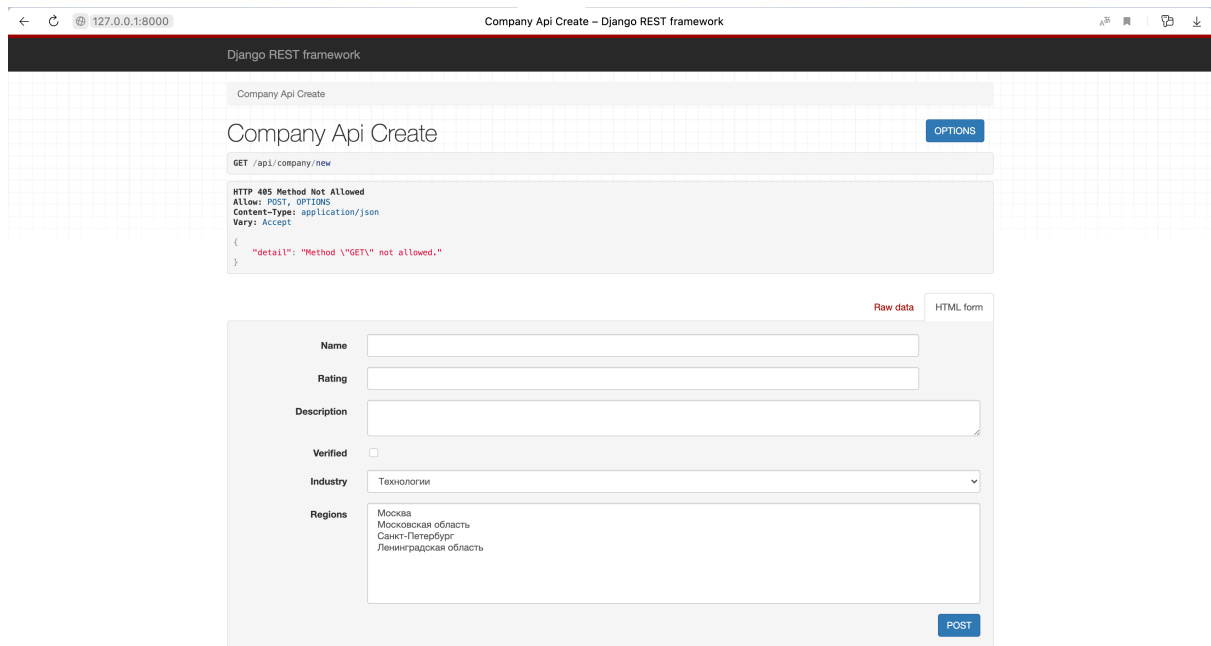 127.0.0.1:8000
Company Api Create – Django REST framework
Django REST framework
Company Api Create
Company Api Create
OPTIONS
GET /api/company/new
HTTP 405 Method Not Allowed
Allow: POST, OPTIONS
Content-Type: application/json
Vary: Accept
{
"detail": "Method \"GET\" not allowed."
}
Raw data
HTML form
Name
Rating
Description
Verified
Industry
Технологии
Regions
Москва
Московская область
Санкт-Петербург
Ленинградская область
POST